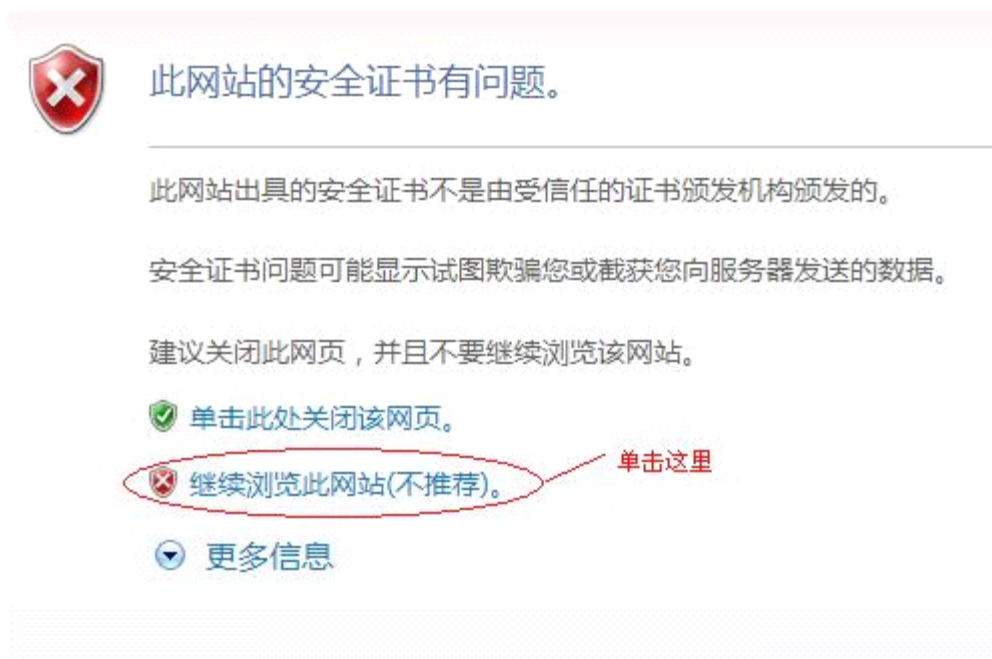 此网站的安全证书有问题。
此网站出具的安全证书不是由受信任的证书颁发机构颁发的。
安全证书问题可能显示试图欺骗您或截获您向服务器发送的数据。
建议关闭此网页，并且不要继续浏览该网站。
单击此处关闭该网页。
继续浏览此网站(不推荐)。
单击这里
更多信息